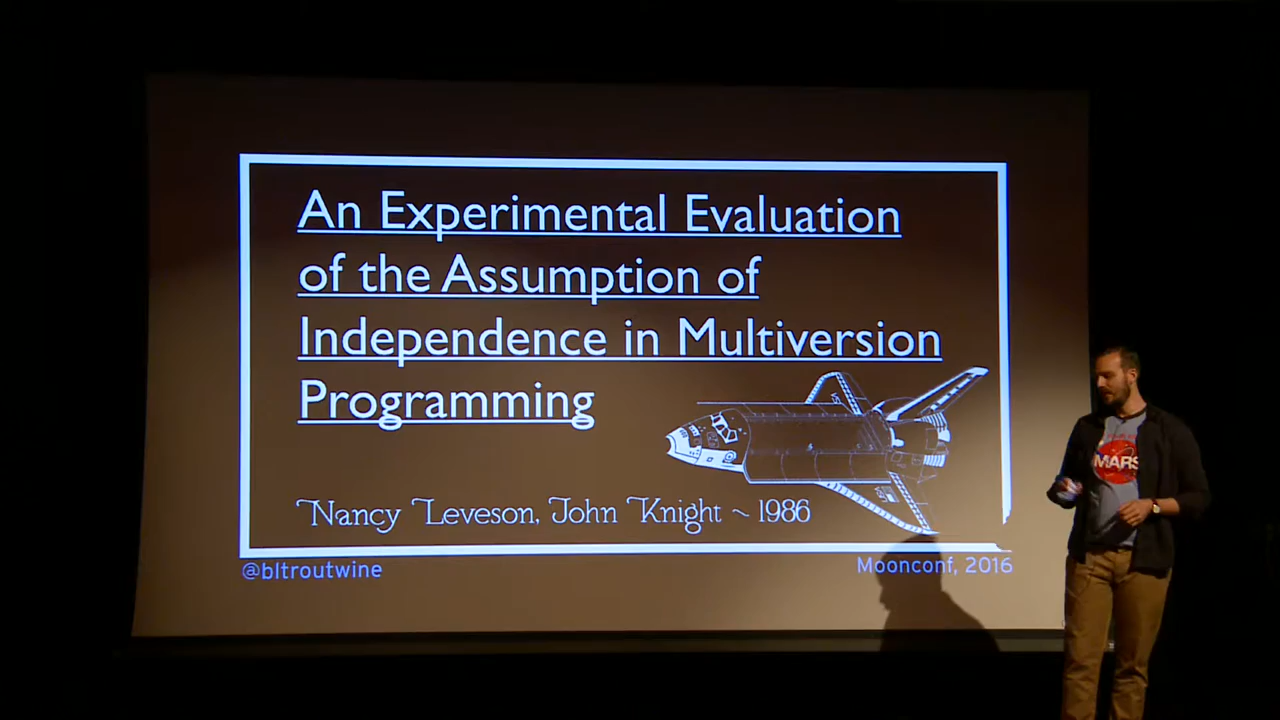 An Experimental Evaluation
of the Assumption of
Independence in Multiversion
Programming
Nancy Leveson, John Knight ~ 1986
@bltroutwine
Moonconf, 2016
MARS